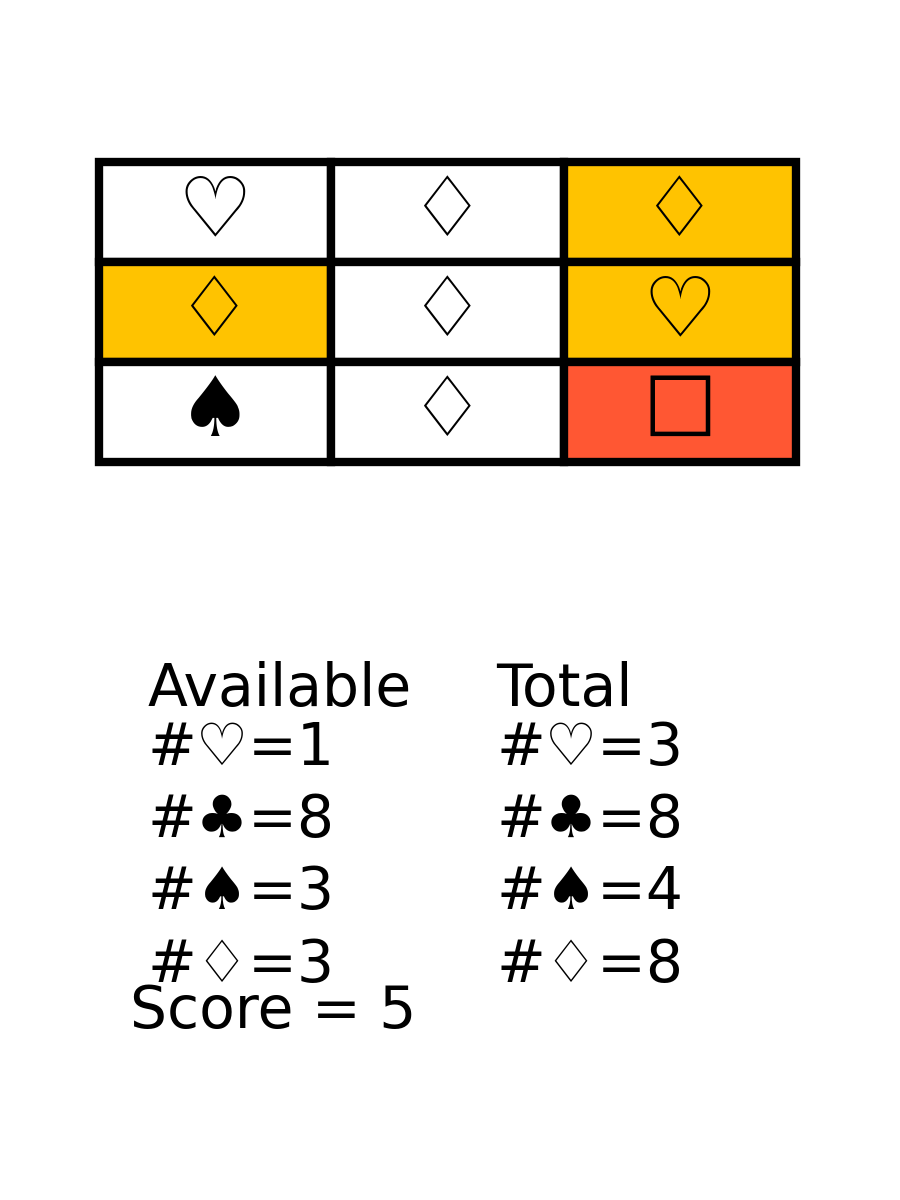 ♡ ♢ ♢
♢ ♢ ♡
♠ ♢ □
Available Total
#♡=1 #♡=3
#♣=8 #♣=8
#♠=3 #♠=4
#♢=3 #♢=8
Score = 5